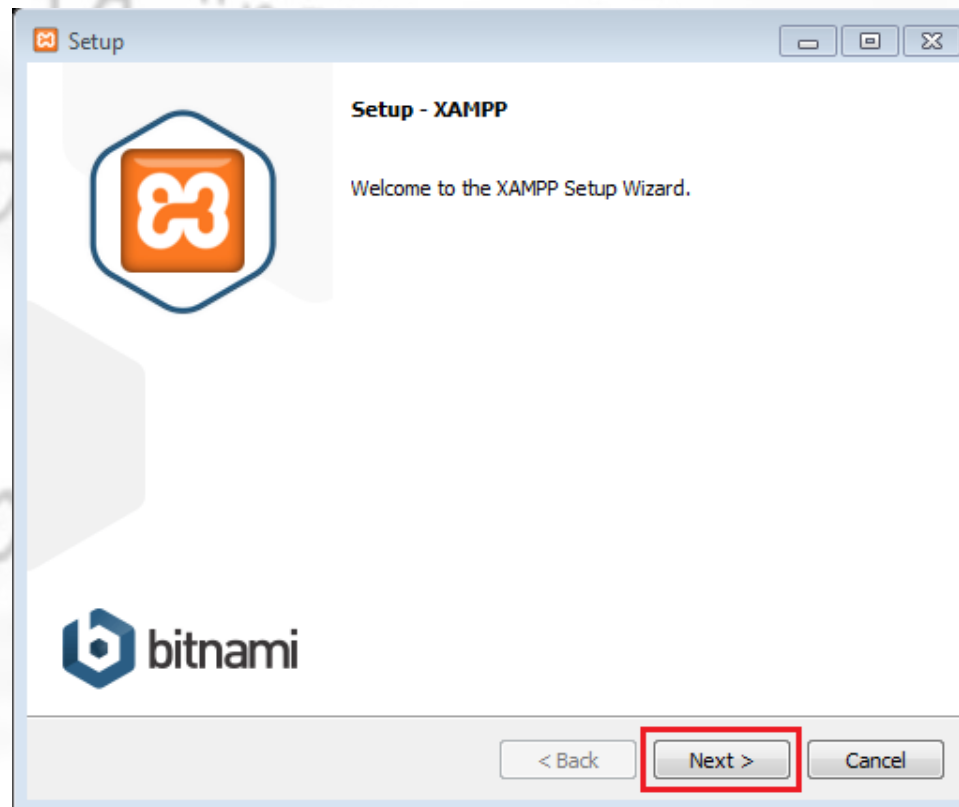 Setup
Setup - XAMPP
Welcome to the XAMPP Setup Wizard.
bitnami
< Back
Next >
Cancel